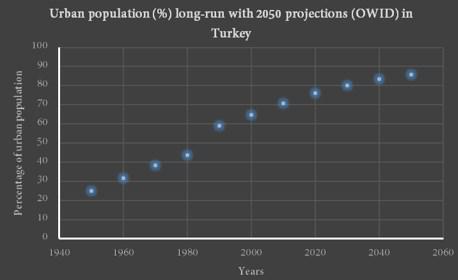 Urban population (%) long-run with 2050 projections (OWID) in
Turkey
Percentage of urban population
100
90
80
70
60
50
40
30
20
10
0
1940 1960 1980 2000 2020 2040 2060
Years